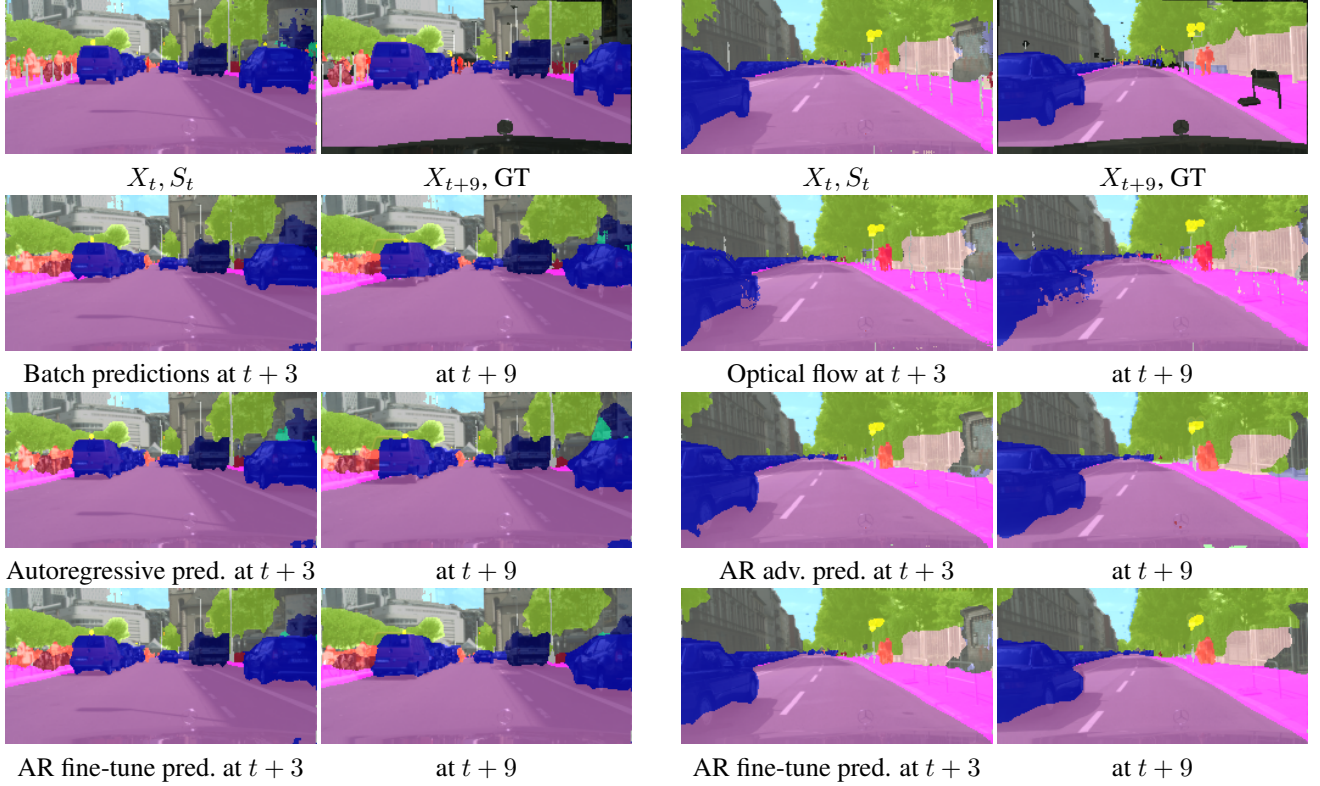 X_t, S_t
X_{t+9}, GT
X_t, S_t
X_{t+9}, GT
Batch predictions at t + 3
at t + 9
Optical flow at t + 3
at t + 9
Autoregressive pred. at t + 3
at t + 9
AR adv. pred. at t + 3
at t + 9
AR fine-tune pred. at t + 3
at t + 9
AR fine-tune pred. at t + 3
at t + 9